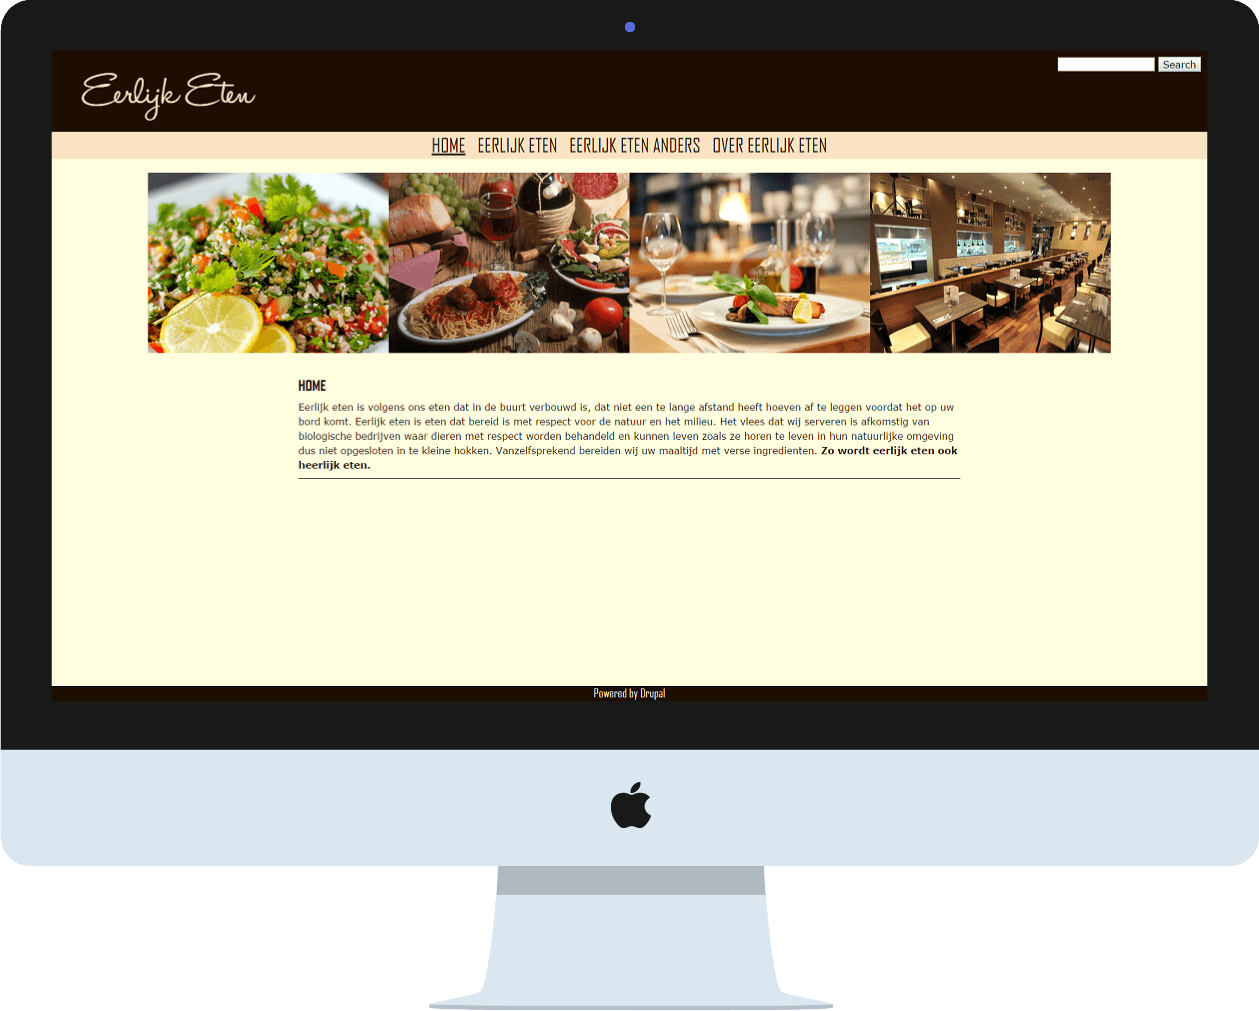 Eerlijk Eten
Search
HOME EERLIJK ETEN EERLIJK ETEN ANDERS OVER EERLIJK ETEN
HOME
Eerlijk eten is volgens ons eten dat in de buurt verbouwd is, dat niet een te lange afstand heeft hoeven af te leggen voordat het op uw
bord komt. Eerlijk eten is eten dat bereid is met respect voor de natuur en het milieu. Het vlees dat wij serveren is afkomstig van
biologische bedrijven waar dieren met respect worden behandeld en kunnen leven zoals ze horen te leven in hun natuurlijke omgeving
dus niet opgesloten in te kleine hokken. Vanzelfsprekend bereiden wij uw maaltijd met verse ingredienten. Zo wordt eerlijk eten ook
heerlijk eten.
Powered by Drupal